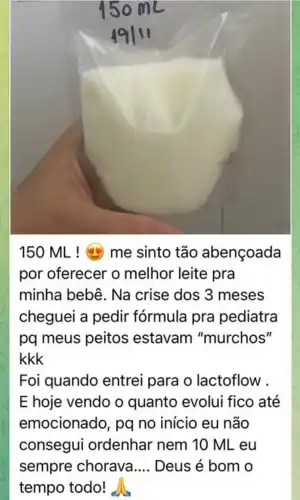 150 mL
19/11
150 ML ! 😍 me sinto tão abençoada
por oferecer o melhor leite pra
minha bebê. Na crise dos 3 meses
cheguei a pedir fórmula pra pediatra
pq meus peitos estavam “murchos”
kkk
Foi quando entrei para o lactoflow .
E hoje vendo o quanto evolui fico até
emocionado, pq no início eu não
consegui ordenhar nem 10 ML eu
sempre chorava.... Deus é bom o
tempo todo! 🙏